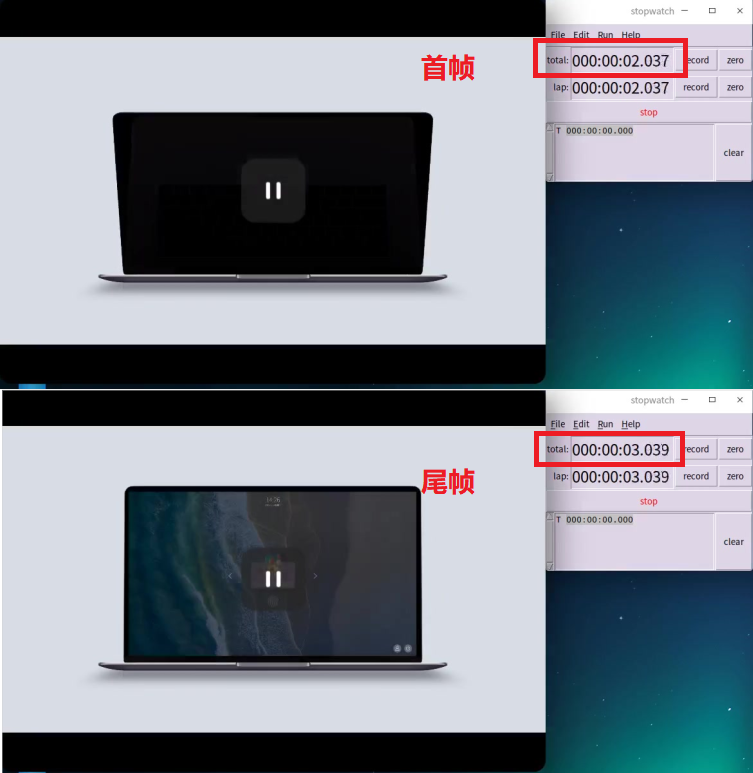 stopwatch
File Edit Run Help
首帧
total: 000:00:02.037 record zero
lap: 000:00:02.037 record zero
stop
T 000:00:00.000
clear
stopwatch
File Edit Run Help
total: 000:00:03.039 record zero
尾帧
lap: 000:00:03.039 record zero
stop
T 000:00:00.000
clear